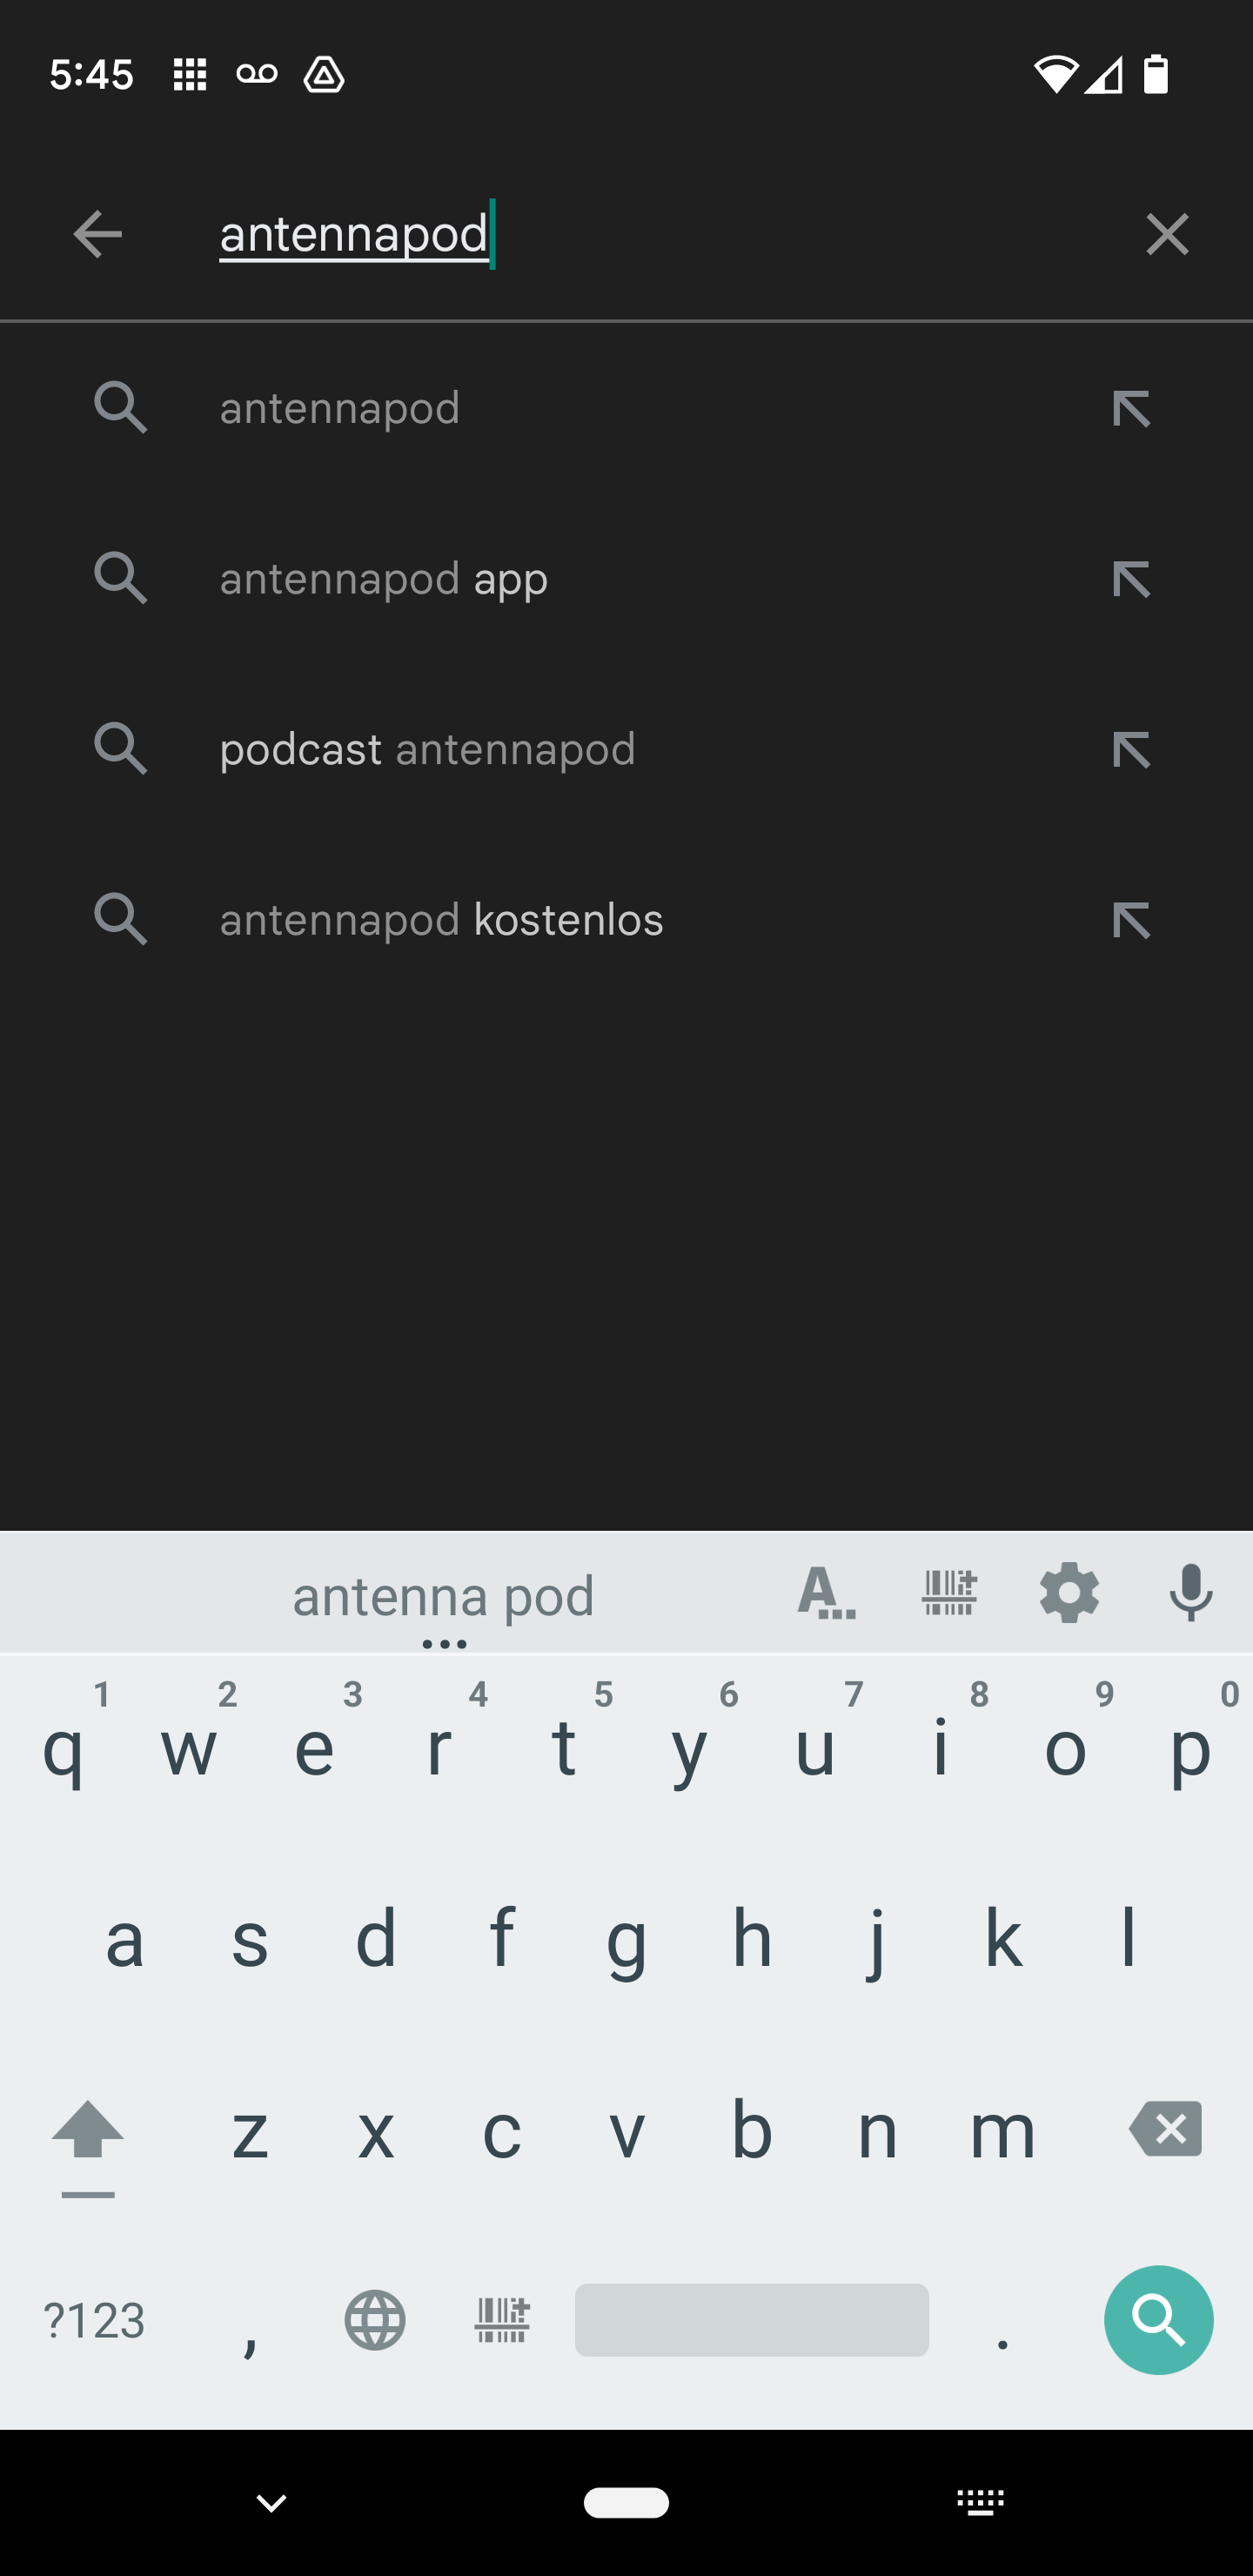 5:45
antennapod
antennapod
antennapod app
podcast antennapod
antennapod kostenlos
antenna pod
1 2 3 4 5 6 7 8 9 0
q w e r t y u i o p
a s d f g h j k l
z x c v b n m
?123 , .